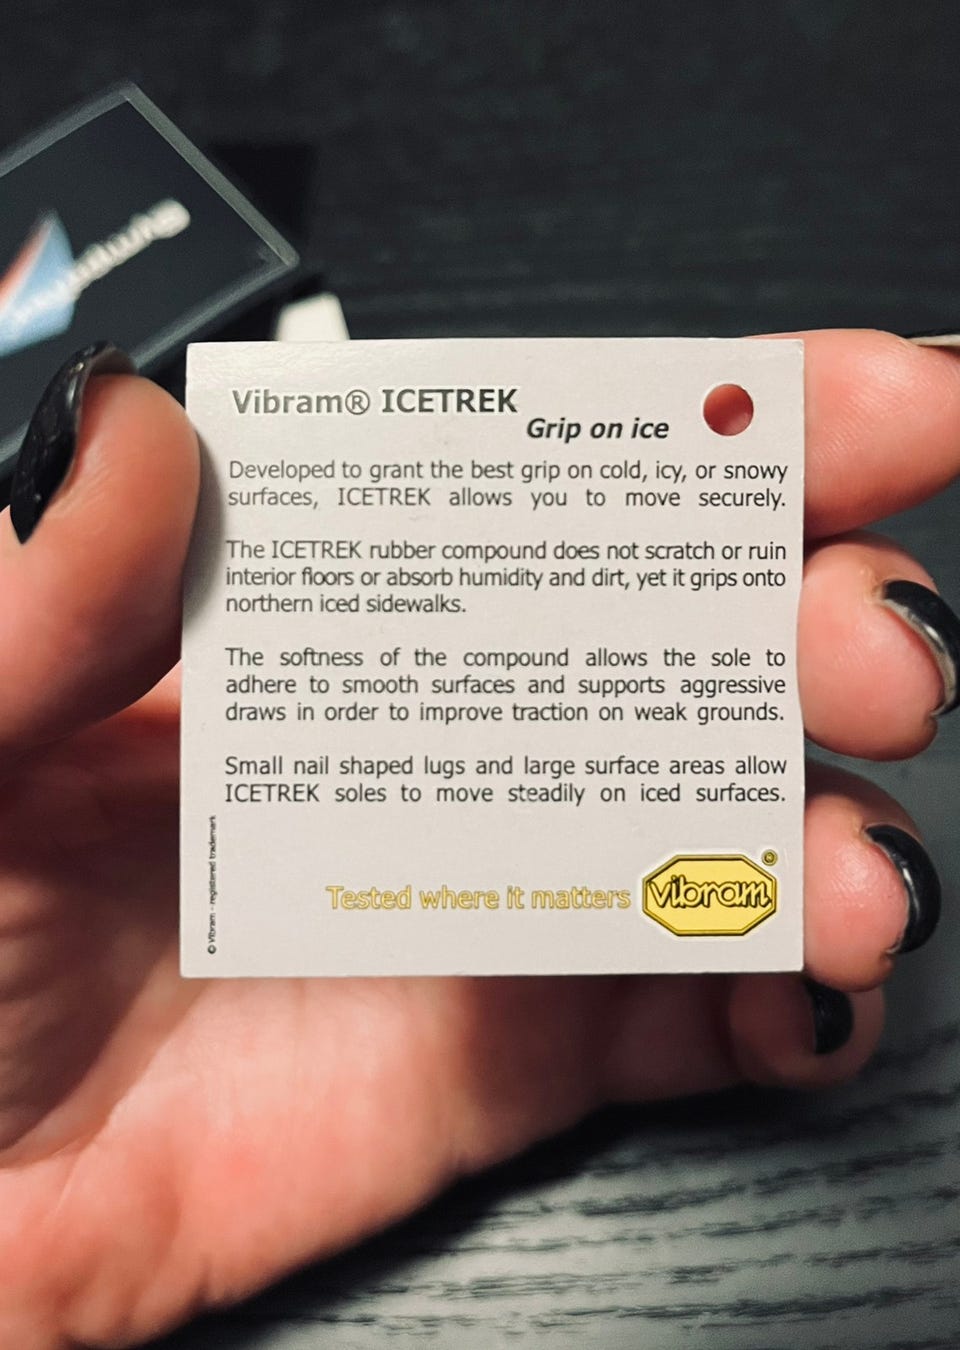 Vibram® ICETREK
Grip on ice
Developed to grant the best grip on cold, icy, or snowy
surfaces, ICETREK allows you to move securely.
The ICETREK rubber compound does not scratch or ruin
interior floors or absorb humidity and dirt, yet it grips onto
northern iced sidewalks.
The softness of the compound allows the sole to
adhere to smooth surfaces and supports aggressive
draws in order to improve traction on weak grounds.
Small nail shaped lugs and large surface areas allow
ICETREK soles to move steadily on iced surfaces.
© Vibram - registered trademark
Tested where it matters
vibram®